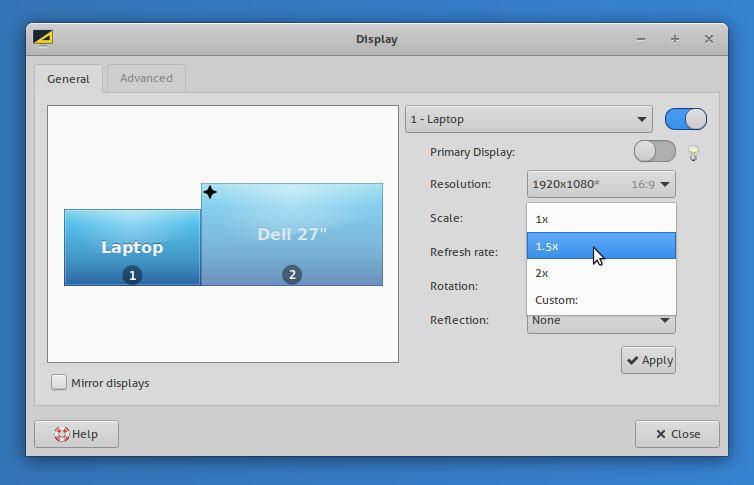 Display
General
Advanced
1 - Laptop
Primary Display:
Resolution:
1920x1080* 16:9
Scale:
1x
1.5x
2x
Custom:
Refresh rate:
Rotation:
Reflection:
None
Apply
Laptop
1
Dell 27"
2
Mirror displays
Help
Close